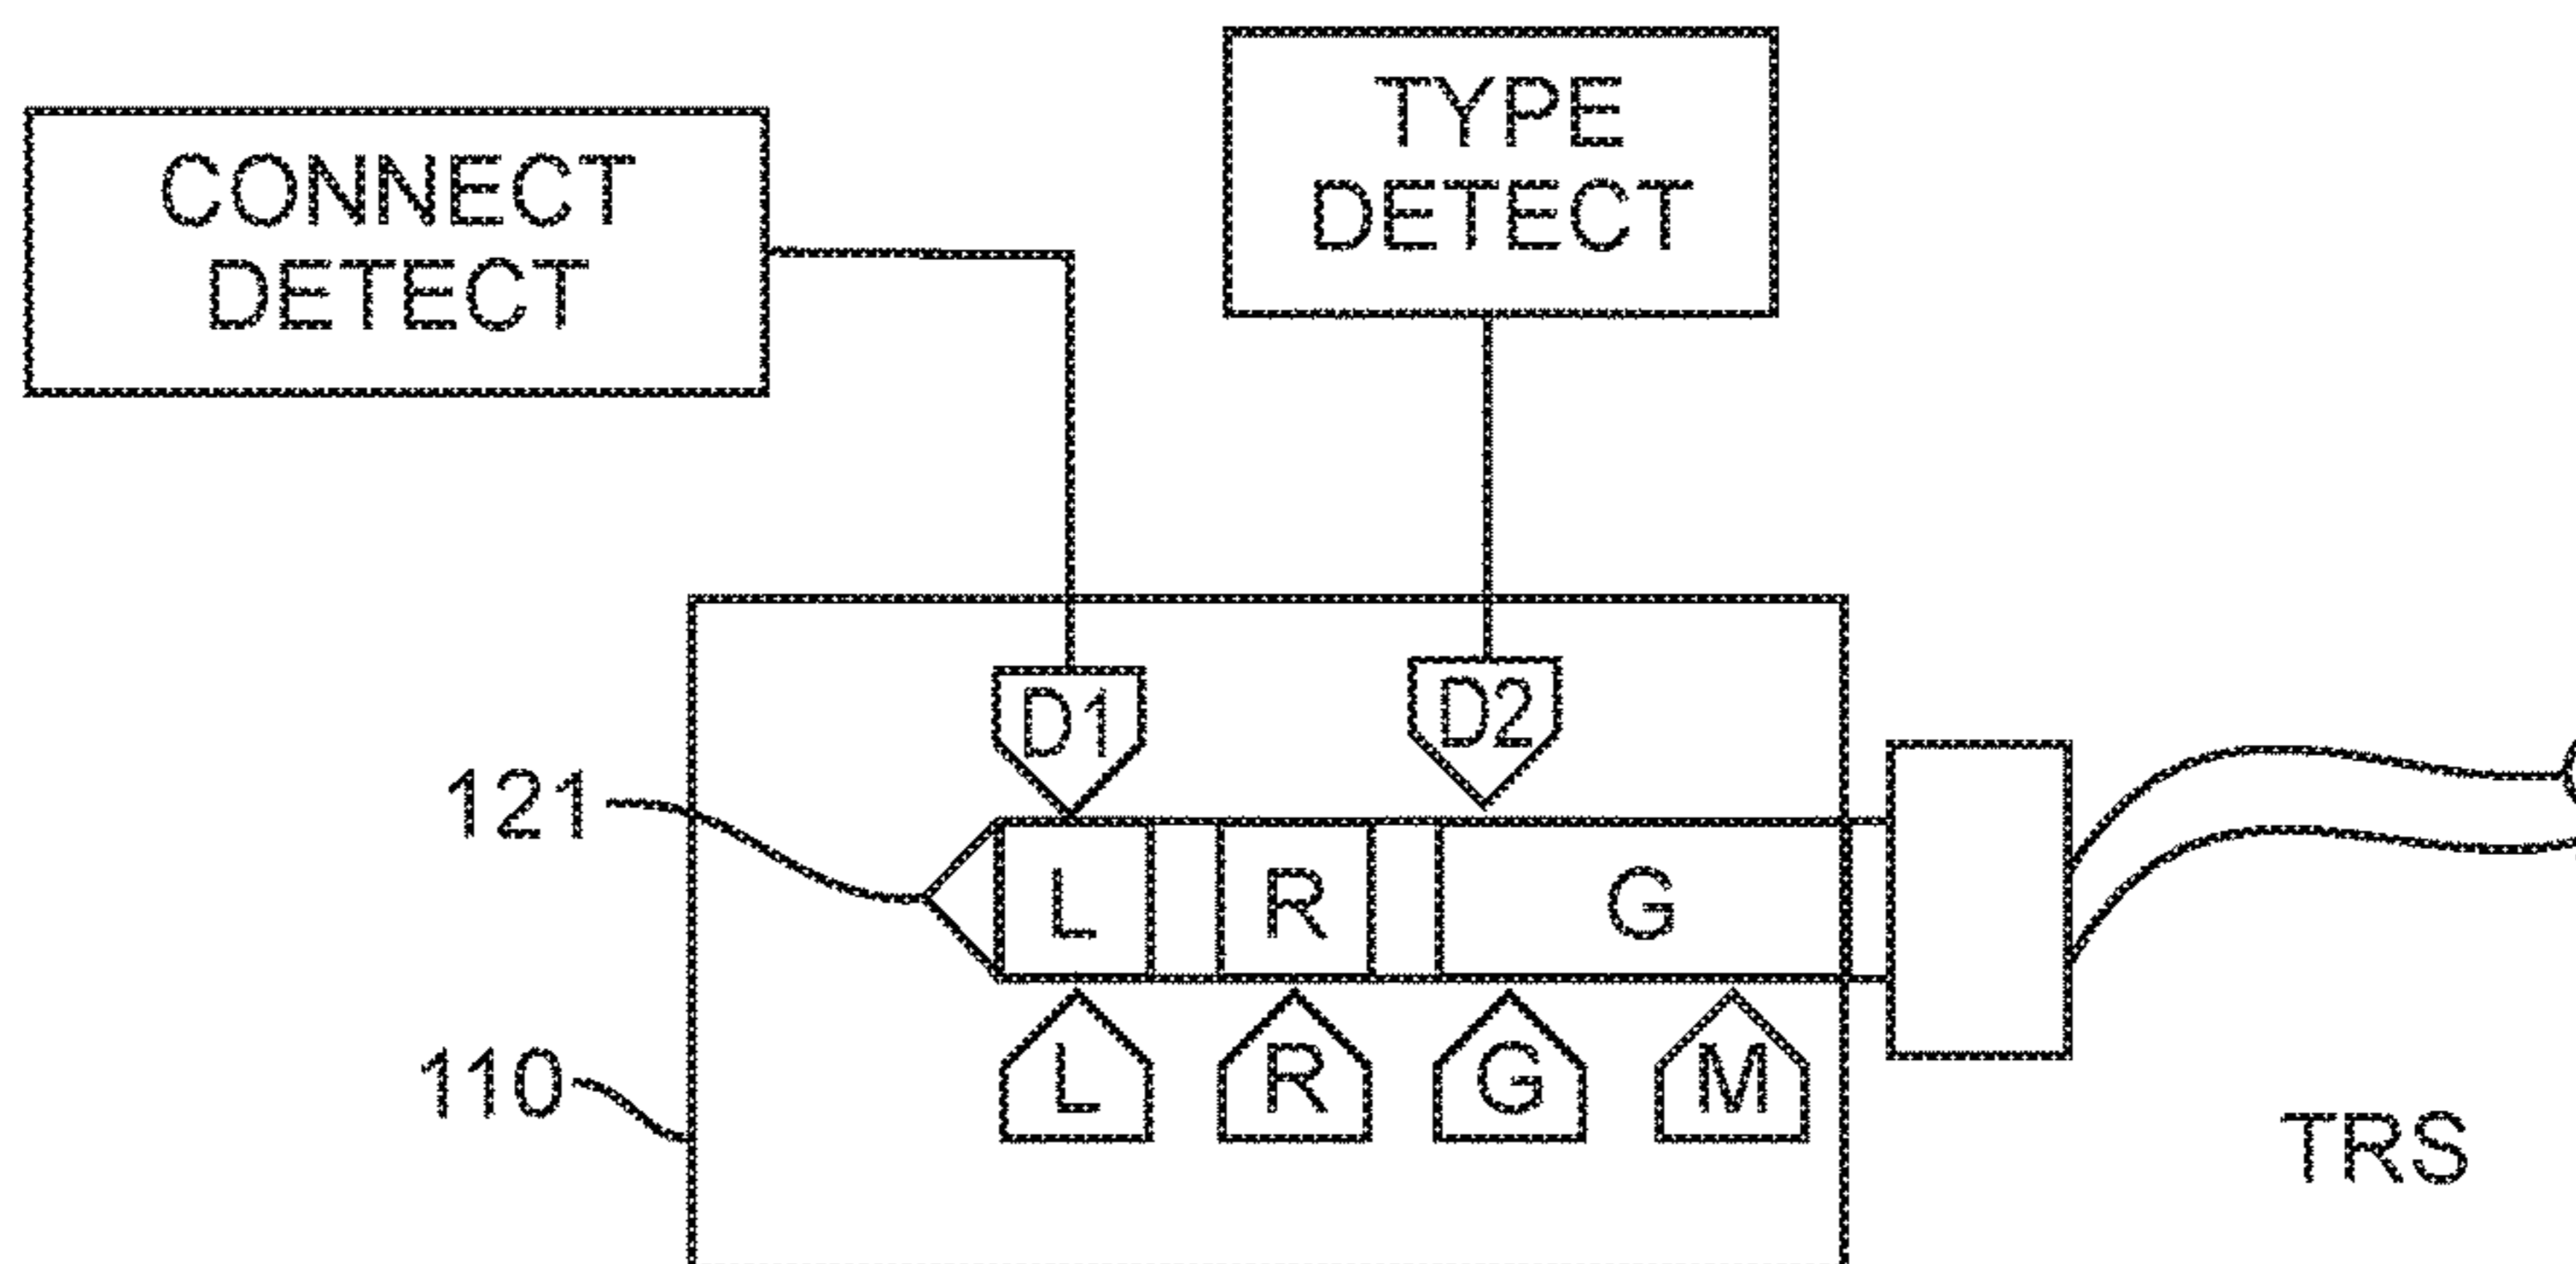 TYPE
DETECT
CONNECT
DETECT
D1
D2
121
L
R
G
110
L
R
G
M
TRS